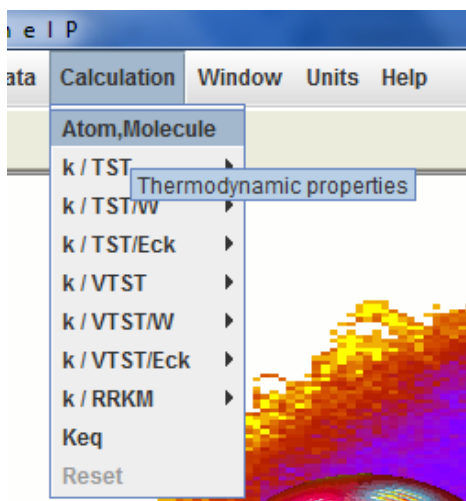 n e l P
ata Calculation Window Units Help
Atom,Molecule
k / TST
Thermodynamic properties
k / TST/W
k / TST/Eck
k / VTST
k / VTST/W
k / VTST/Eck
k / RRKM
Keq
Reset